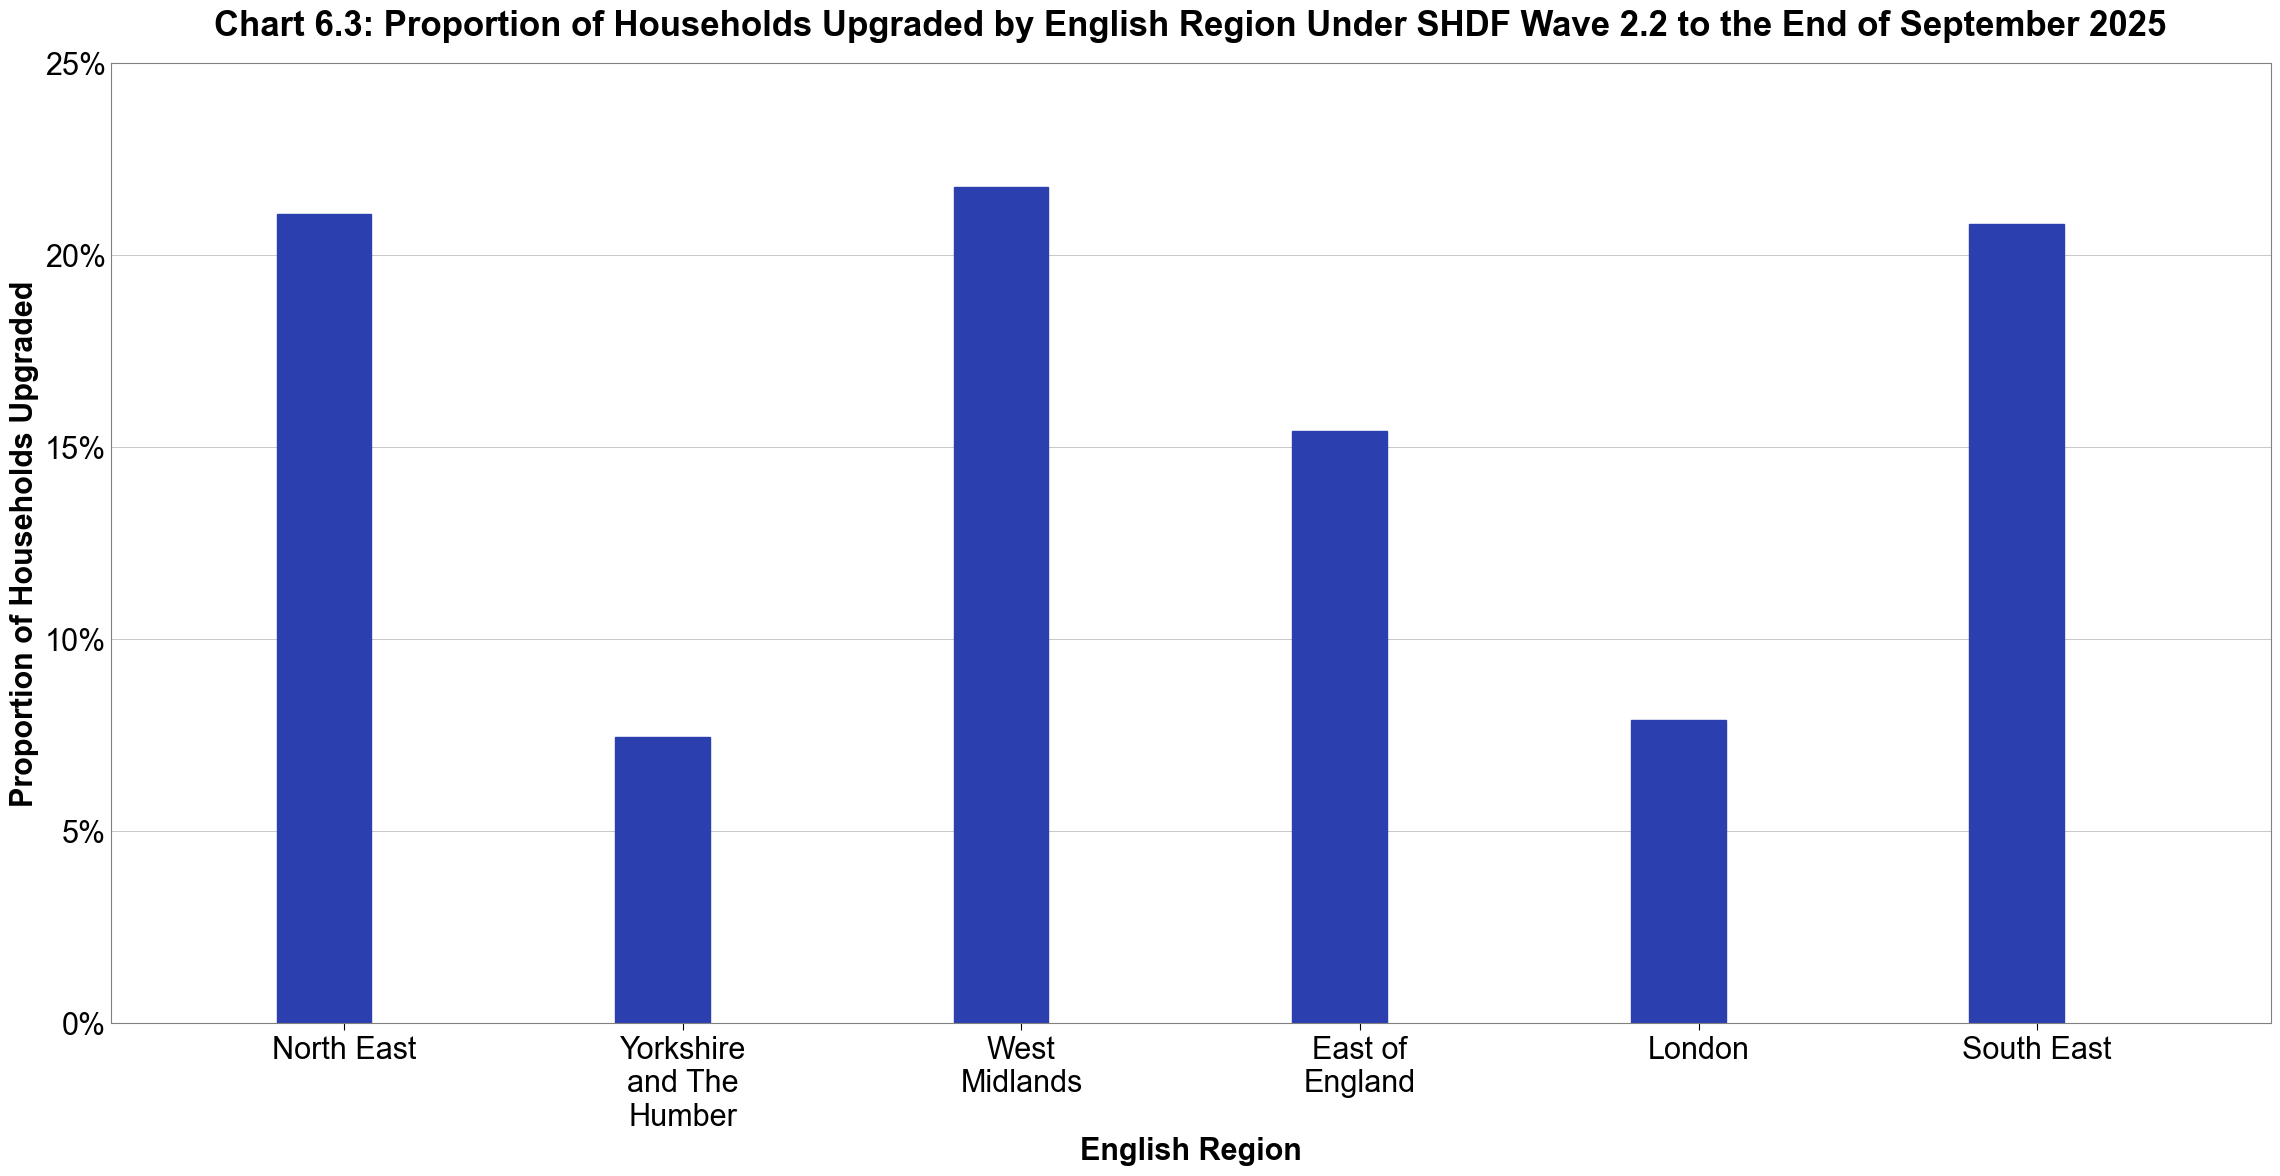 Chart 6.3: Proportion of Households Upgraded by English Region Under SHDF Wave 2.2 to the End of September 2025
Proportion of Households Upgraded
25%
20%
15%
10%
5%
0%
North East
Yorkshire
and The
Humber
West
Midlands
East of
England
London
South East
English Region